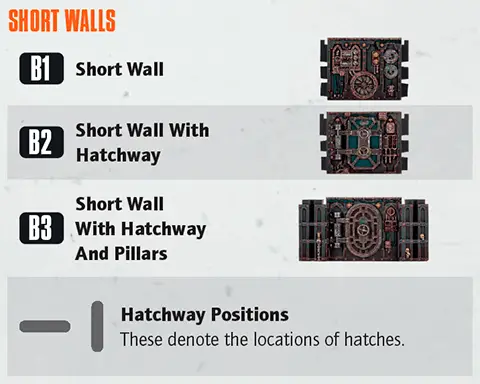 SHORT WALLS
B1 Short Wall
B2 Short Wall With
Hatchway
Short Wall
B3 With Hatchway
And Pillars
Hatchway Positions
These denote the locations of hatches.